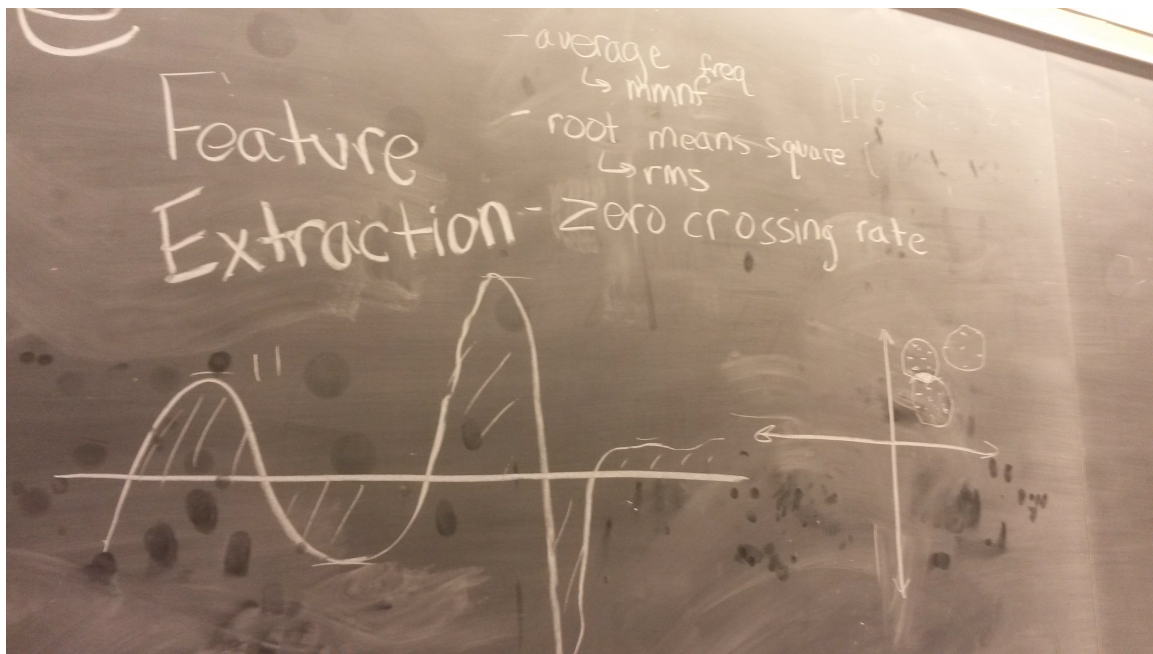 - average freq
↳ mmnf
- root means square
↳ rms
Feature
Extraction
- zero crossing rate